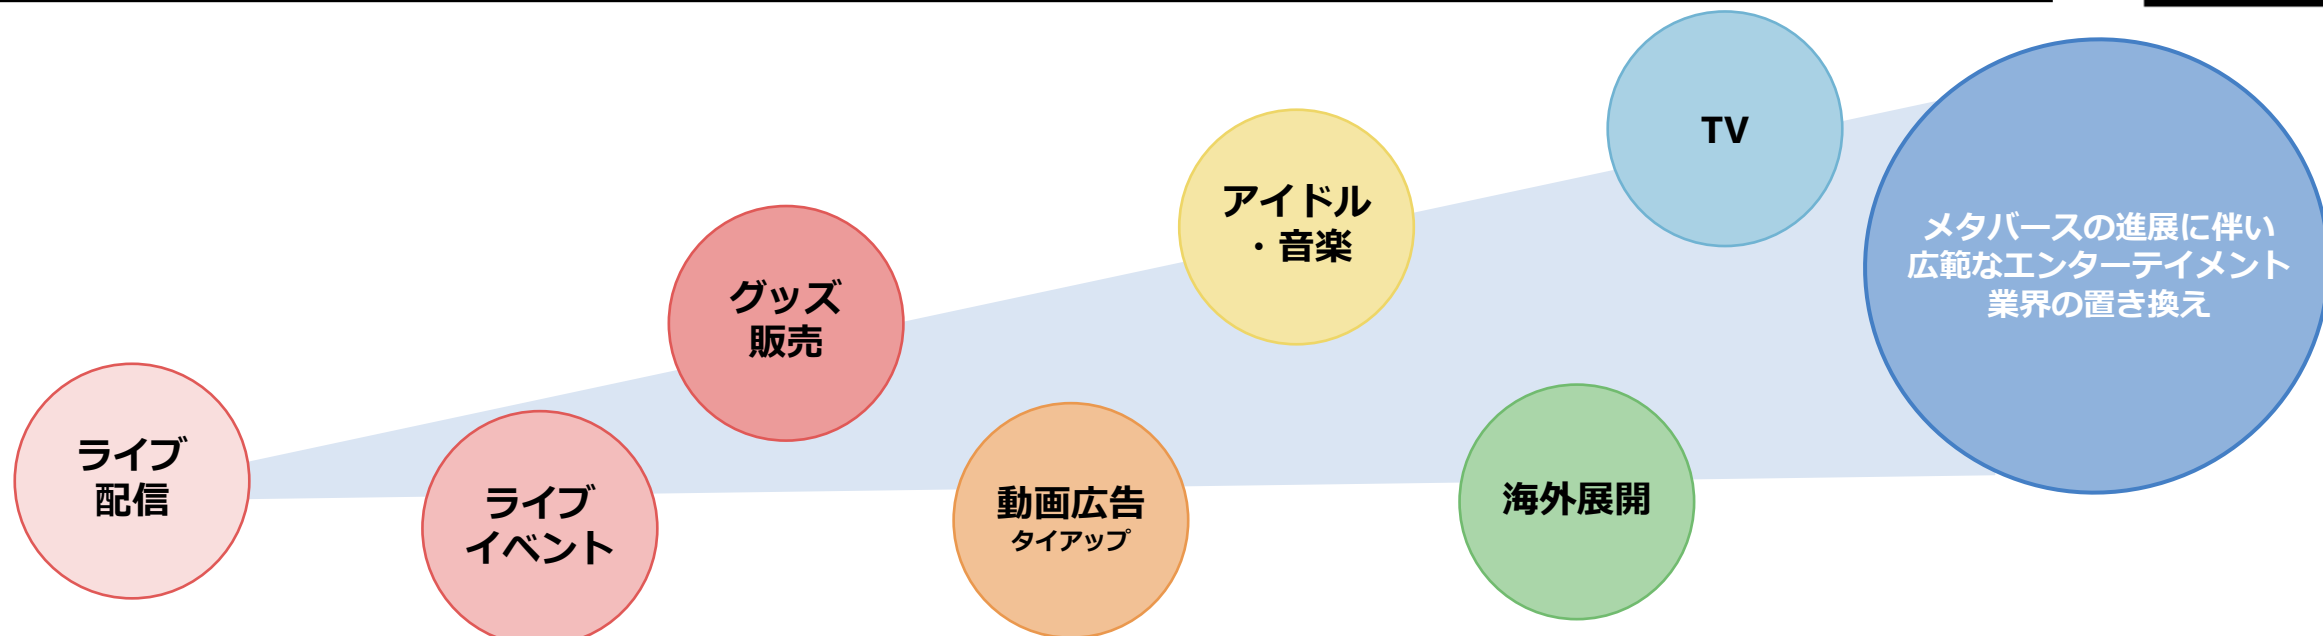 ライブ
配信
ライブ
イベント
グッズ
販売
動画広告
タイアップ
アイドル
・音楽
海外展開
TV
メタバースの進展に伴い
広範なエンターテイメント
業界の置き換え